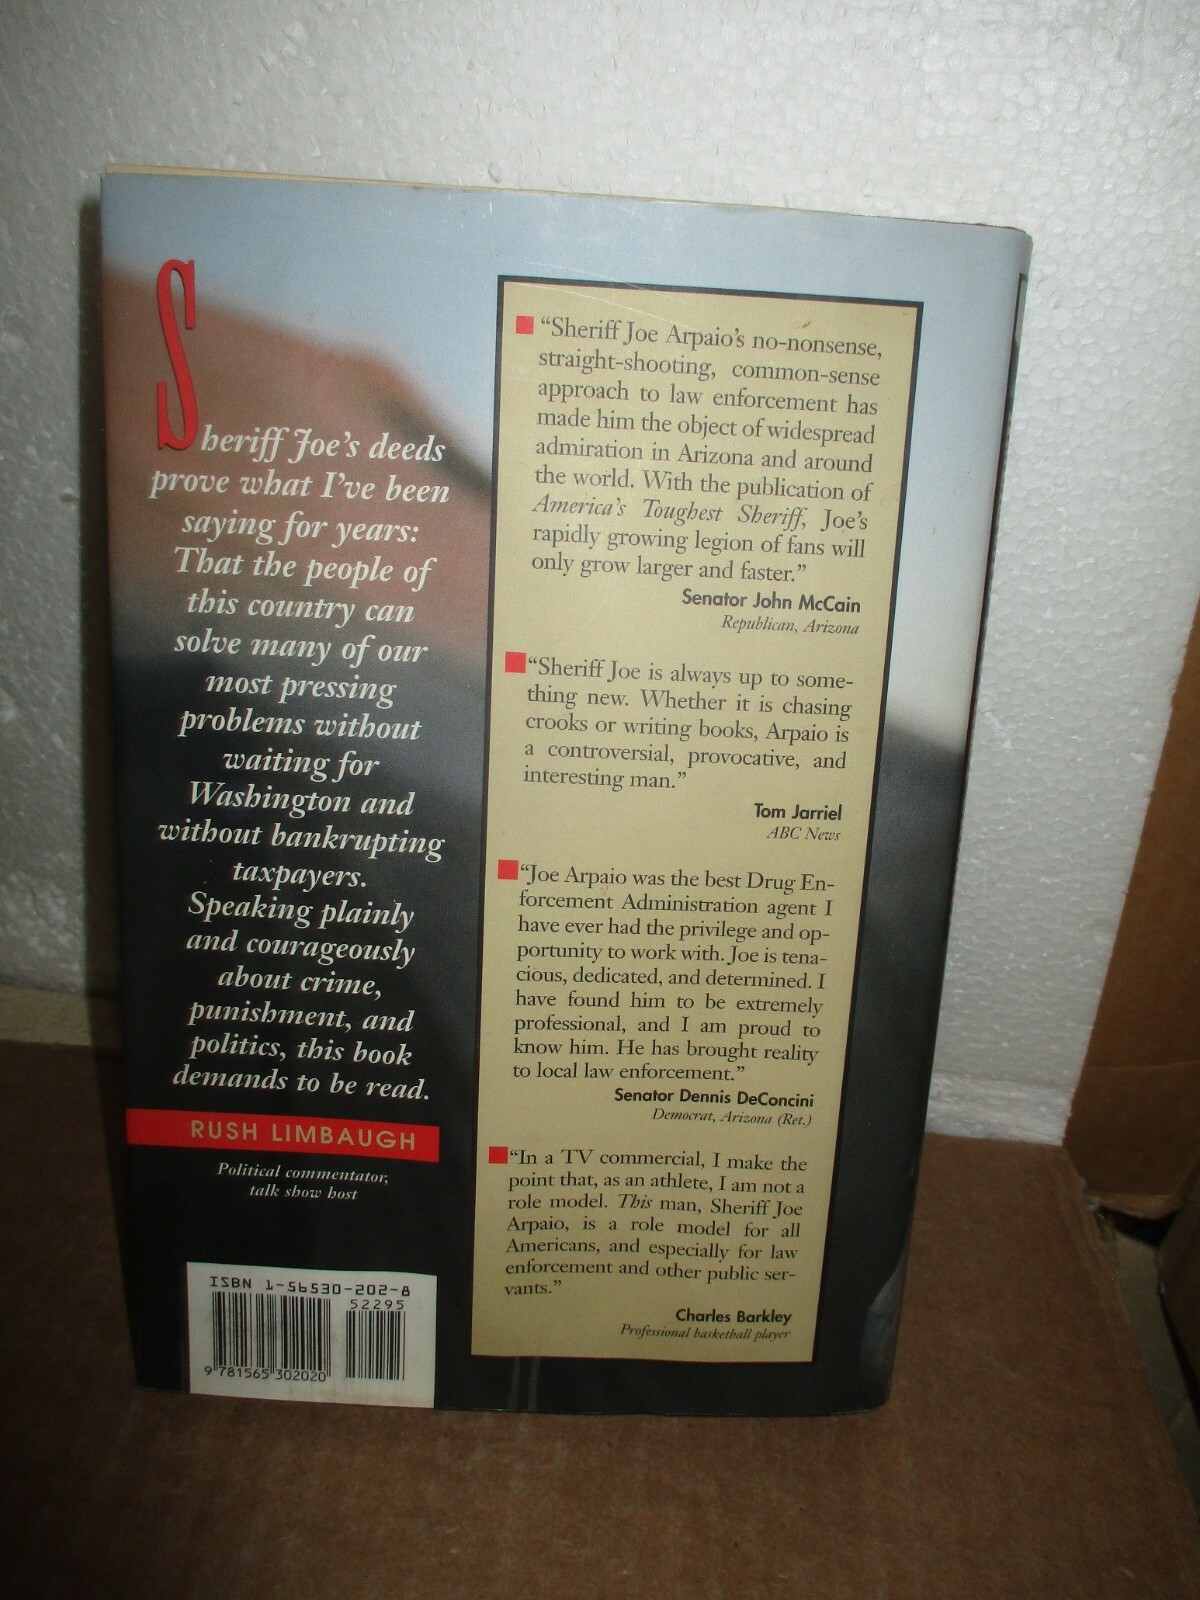 Sheriff Joe's deeds
prove what I've been
saying for years:
That the people of
this country can
solve many of our
most pressing
problems without
waiting for
Washington and
without bankrupting
taxpayers.
Speaking plainly
and courageously
about crime,
punishment, and
politics, this book
demands to be read.
RUSH LIMBAUGH
Political commentator,
talk show host
ISBN 1-56530-202-8
52295
9 781565 302020
"Sheriff Joe Arpaio's no-nonsense,
straight-shooting, common-sense
approach to law enforcement has
made him the object of widespread
admiration in Arizona and around
the world. With the publication of
America's Toughest Sheriff, Joe's
rapidly growing legion of fans will
only grow larger and faster."
Senator John McCain
Republican, Arizona
"Sheriff Joe is always up to some-
thing new. Whether it is chasing
crooks or writing books, Arpaio is
a controversial, provocative, and
interesting man."
Tom Jarriel
ABC News
"Joe Arpaio was the best Drug En-
forcement Administration agent I
have ever had the privilege and op-
portunity to work with. Joe is tena-
cious, dedicated, and determined. I
have found him to be extremely
professional, and I am proud to
know him. He has brought reality
to local law enforcement."
Senator Dennis DeConcini
Democrat, Arizona (Ret.)
"In a TV commercial, I make the
point that, as an athlete, I am not a
role model. This man, Sheriff Joe
Arpaio, is a role model for all
Americans, and especially for law
enforcement and other public ser-
vants."
Charles Barkley
Professional basketball player